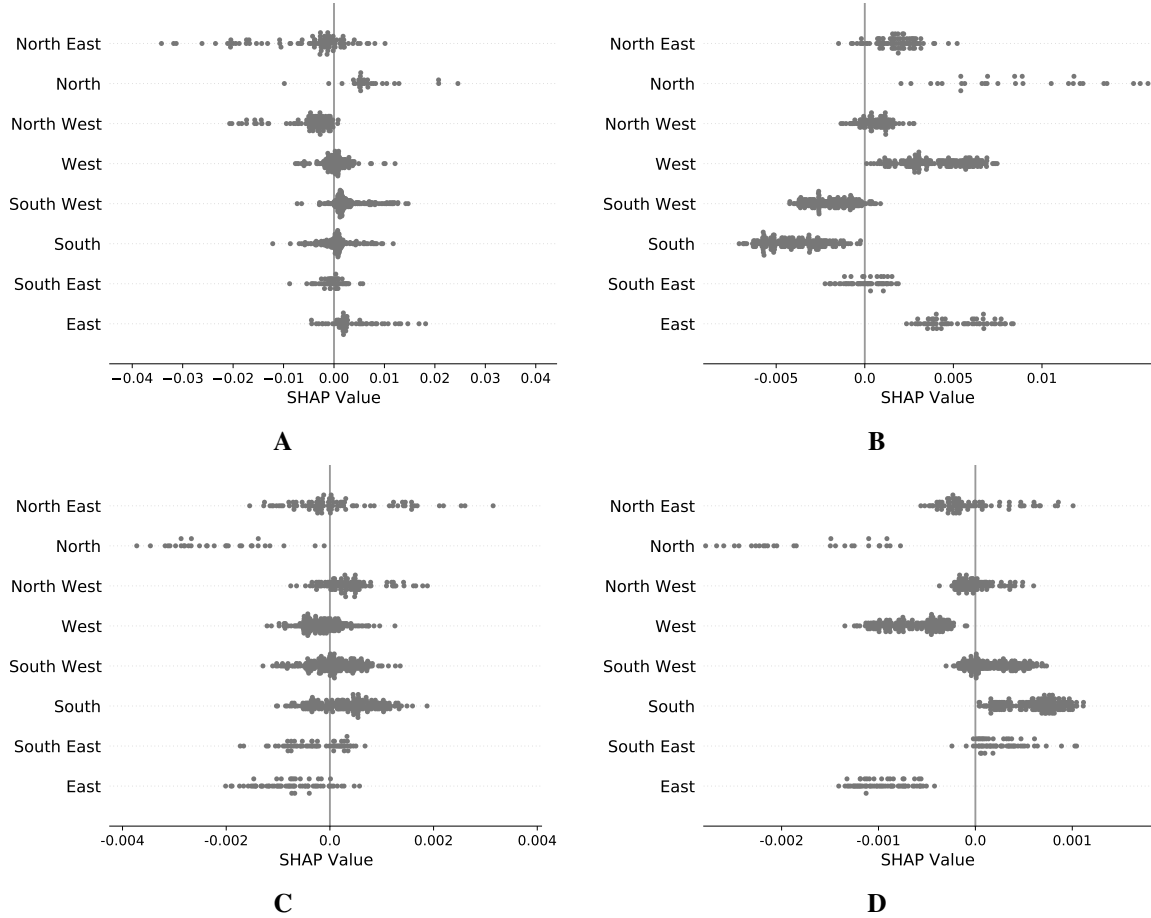 North East
North
North West
West
South West
South
South East
East
−0.04 −0.03 −0.02 −0.01 0.00 0.01 0.02 0.03 0.04
SHAP Value
A
North East
North
North West
West
South West
South
South East
East
-0.005 0.0 0.005 0.01
SHAP Value
B
North East
North
North West
West
South West
South
South East
East
-0.004 -0.002 0.0 0.002 0.004
SHAP Value
C
North East
North
North West
West
South West
South
South East
East
-0.002 -0.001 0.0 0.001
SHAP Value
D